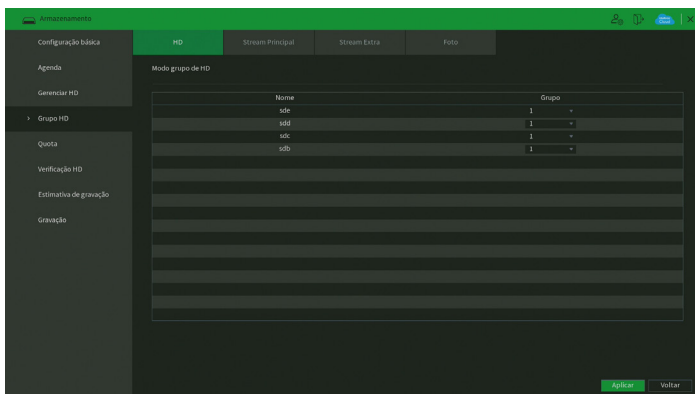 Armazenamento
Configuração básica
HD
Stream Principal
Stream Extra
Foto
Agenda
Modo grupo de HD
Gerenciar HD
Nome
Grupo
> Grupo HD
sde
1
sdd
1
sdc
1
sdb
1
Quota
Verificação HD
Estimativa de gravação
Gravação
Aplicar
Voltar